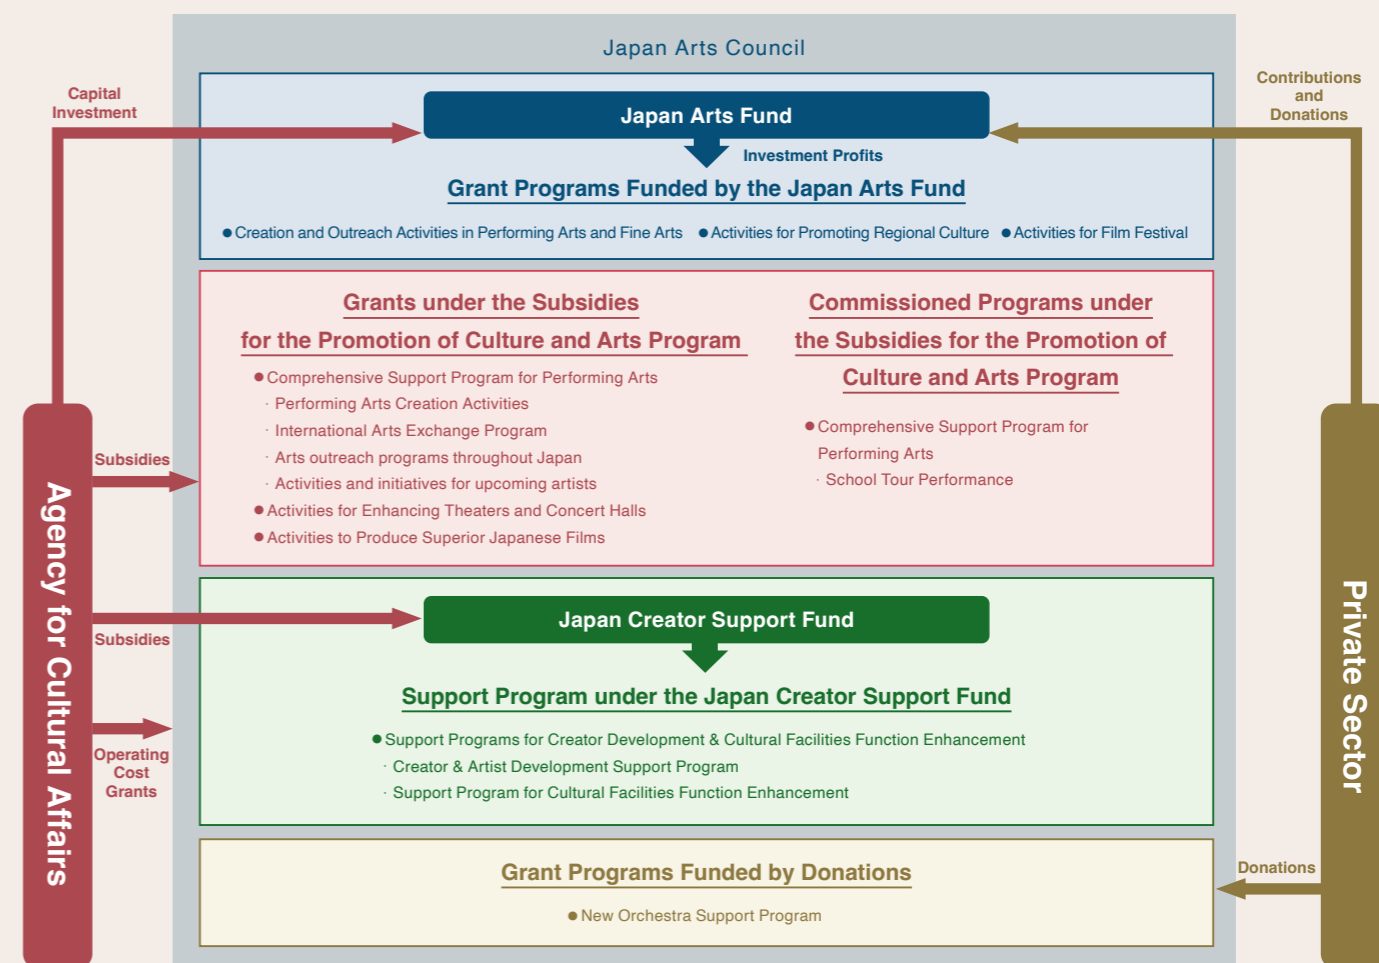 Japan Arts Council
Capital
Investment
Contributions
and
Donations
Japan Arts Fund
Investment Profits
Grant Programs Funded by the Japan Arts Fund
●Creation and Outreach Activities in Performing Arts and Fine Arts ●Activities for Promoting Regional Culture ●Activities for Film Festival
Grants under the Subsidies
for the Promotion of Culture and Arts Program
●Comprehensive Support Program for Performing Arts
· Performing Arts Creation Activities
· International Arts Exchange Program
· Arts outreach programs throughout Japan
· Activities and initiatives for upcoming artists
●Activities for Enhancing Theaters and Concert Halls
●Activities to Produce Superior Japanese Films
Commissioned Programs under
the Subsidies for the Promotion of
Culture and Arts Program
●Comprehensive Support Program for
Performing Arts
· School Tour Performance
Subsidies
Agency for Cultural Affairs
Subsidies
Operating
Cost
Grants
Japan Creator Support Fund
Support Program under the Japan Creator Support Fund
●Support Programs for Creator Development & Cultural Facilities Function Enhancement
· Creator & Artist Development Support Program
· Support Program for Cultural Facilities Function Enhancement
Private Sector
Grant Programs Funded by Donations
●New Orchestra Support Program
Donations